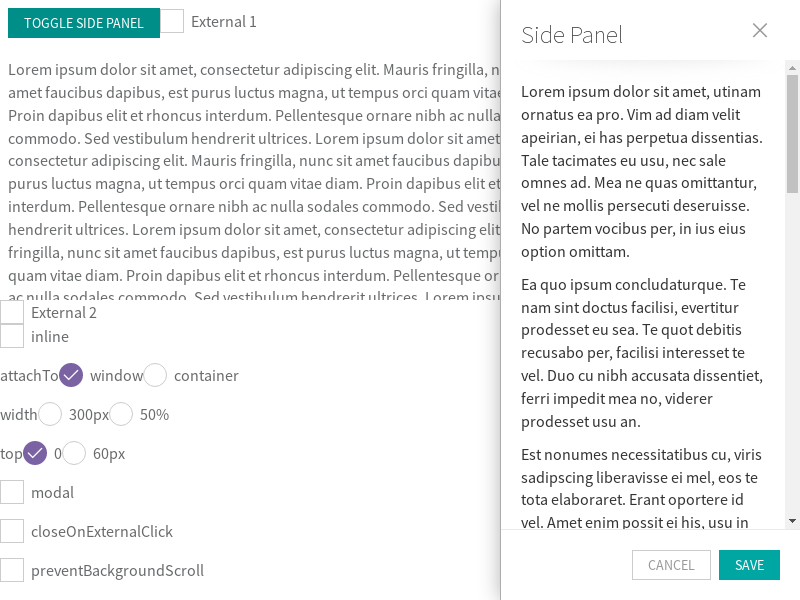 TOGGLE SIDE PANEL External 1
Lorem ipsum dolor sit amet, consectetur adipiscing elit. Mauris fringilla, n
amet faucibus dapibus, est purus luctus magna, ut tempus orci quam vitae
Proin dapibus elit et rhoncus interdum. Pellentesque ornare nibh ac nulla
commodo. Sed vestibulum hendrerit ultrices. Lorem ipsum dolor sit amet
consectetur adipiscing elit. Mauris fringilla, nunc sit amet faucibus dapibu
purus luctus magna, ut tempus orci quam vitae diam. Proin dapibus elit et
interdum. Pellentesque ornare nibh ac nulla sodales commodo. Sed vesti
hendrerit ultrices. Lorem ipsum dolor sit amet, consectetur adipiscing elit
fringilla, nunc sit amet faucibus dapibus, est purus luctus magna, ut temp
quam vitae diam. Proin dapibus elit et rhoncus interdum. Pellentesque or
ac nulla sodales commodo. Sed vestibulum hendrerit ultrices. Lorem ipsu
External 2
inline
attachTo window container
width 300px 50%
top 0 60px
modal
closeOnExternalClick
preventBackgroundScroll
Side Panel
Lorem ipsum dolor sit amet, utinam
ornatus ea pro. Vim ad diam velit
apeirian, ei has perpetua dissentias.
Tale tacimates eu usu, nec sale
omnes ad. Mea ne quas omittantur,
vel ne mollis persecuti deseruisse.
No partem vocibus per, in ius eius
option omittam.
Ea quo ipsum concludaturque. Te
nam sint doctus facilisi, evertitur
prodesset eu sea. Te quot debitis
recusabo per, facilisi interesset te
vel. Duo cu nibh accusata dissentiet,
ferri impedit mea no, viderer
prodesset usu an.
Est nonumes necessitatibus cu, viris
sadipscing liberavisse ei mel, eos te
tota elaboraret. Erant oportere id
vel. Amet enim possit ei his, usu in
CANCEL SAVE